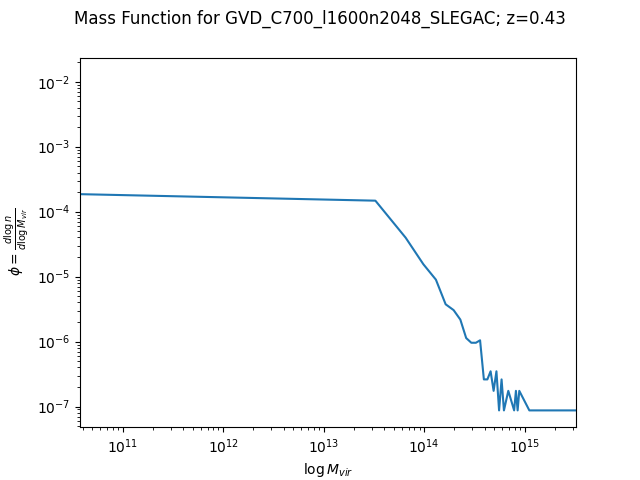 Mass Function for GVD_C700_l1600n2048_SLEGAC; z=0.43
10⁻²
10⁻³
10⁻⁴
10⁻⁵
10⁻⁶
10⁻⁷
ϕ = d log n / d log M_vir
10¹¹ 10¹² 10¹³ 10¹⁴ 10¹⁵
log M_vir